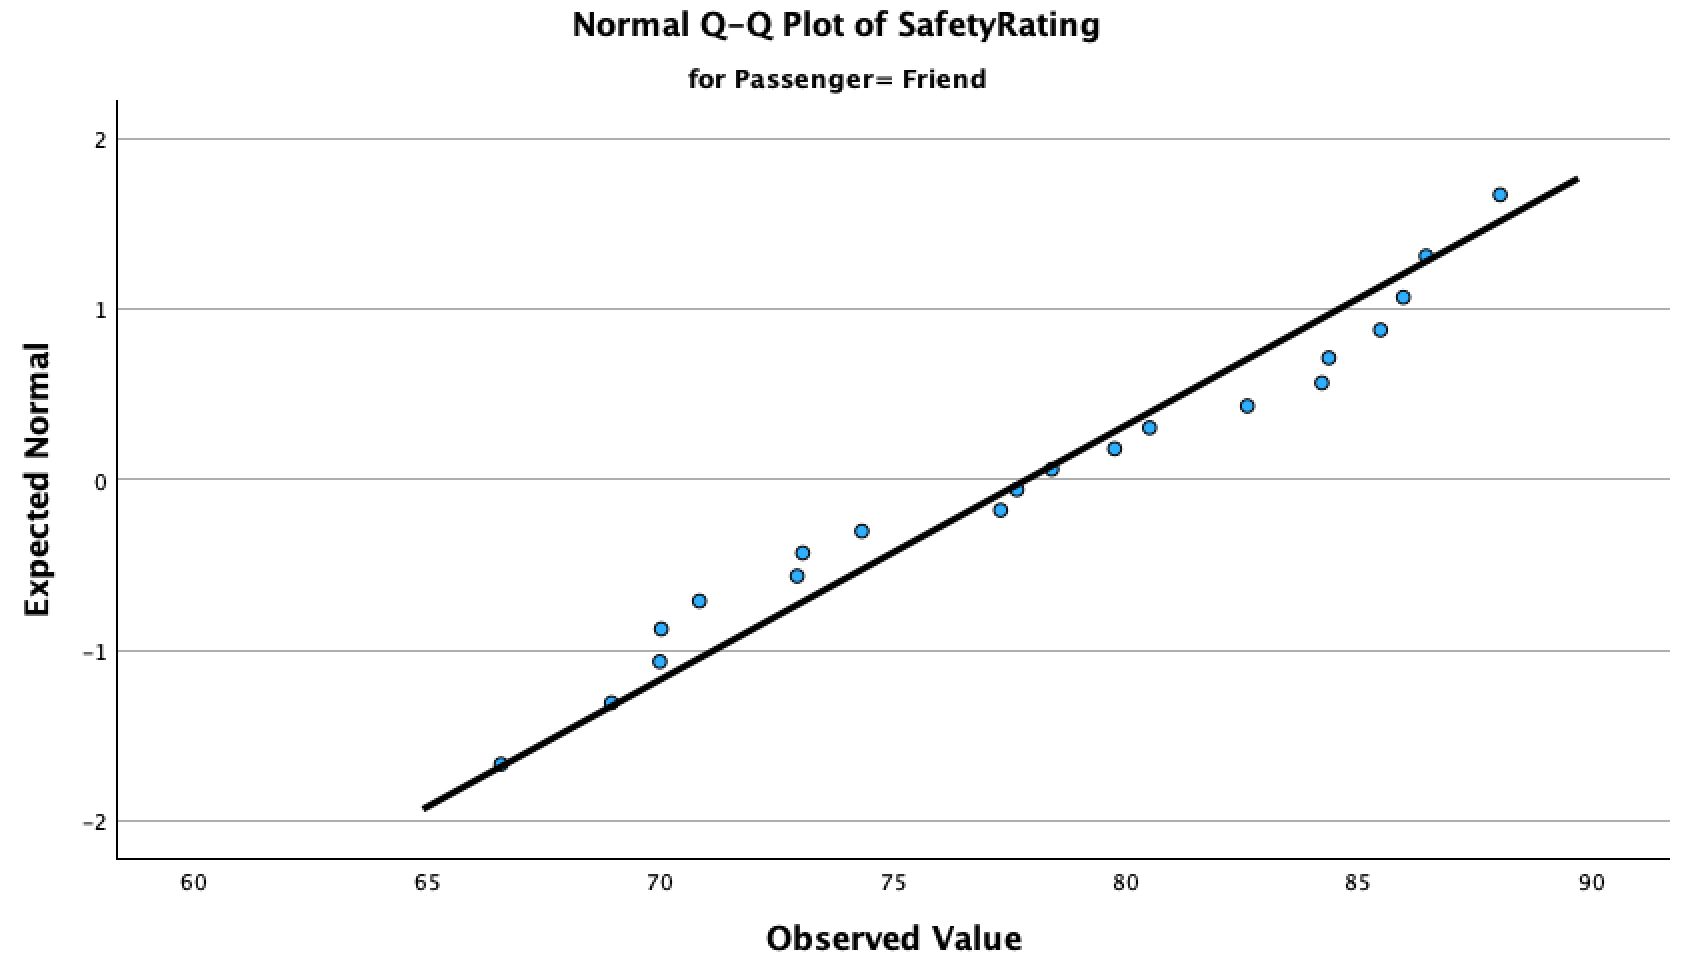 Normal Q-Q Plot of SafetyRating
for Passenger= Friend
Expected Normal
2
1
0
-1
-2
60 65 70 75 80 85 90
Observed Value